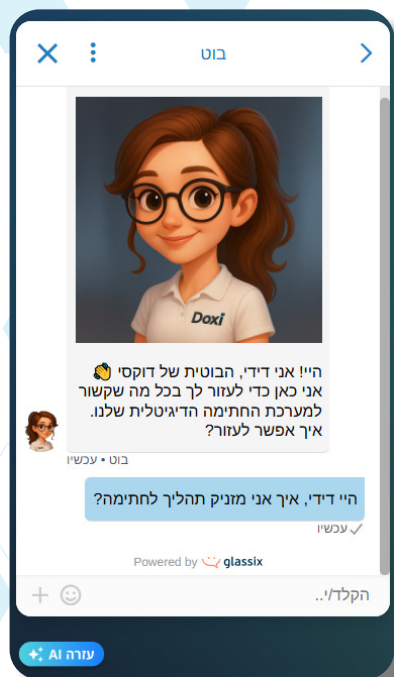 בוט
Doxi
היי! אני דידי, הבוטית של דוקסי 👋
אני כאן כדי לעזור לך בכל מה שקשור
למערכת החתימה הדיגיטלית שלנו.
איך אפשר לעזור?
בוט • עכשיו
היי דידי, איך אני מזניק תהליך לחתימה?
עכשיו
Powered by glassix
הקלד/י..
עזרה AI